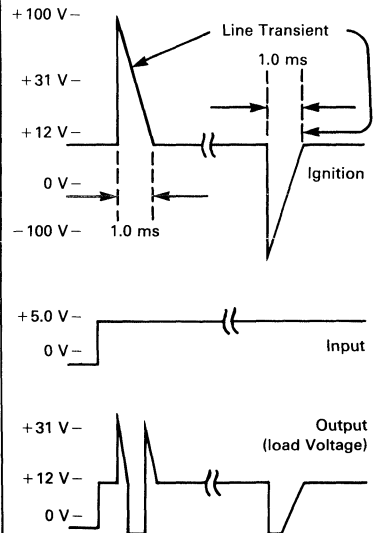 +100 V
Line Transient
1.0 ms
+31 V
+12 V
Ignition
0 V
-100 V
1.0 ms
+5.0 V
0 V
Input
Output
(load Voltage)
+31 V
+12 V
0 V